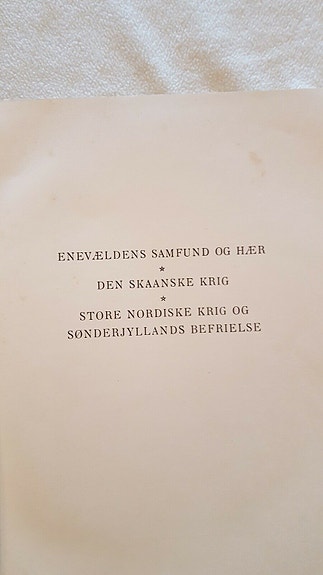 ENEVÆLDENS SAMFUND OG HÆR
*
DEN SKAANSKE KRIG
*
STORE NORDISKE KRIG OG
SØNDERJYLLANDS BEFRIELSE